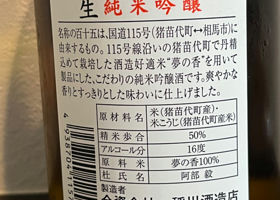 生 純米吟醸
名称の百十五は、国道115号(猪苗代町↔相馬市)
に由来するもの。115号線沿いの猪苗代町で丹精
込めて栽培した酒造好適米"夢の香"を用いて
製品にした、こだわりの純米吟醸酒です。爽やかな
香りとすっきりとした味わいに仕上げました。
原材料名 米(猪苗代町産)・
米こうじ(猪苗代町産米)
精米歩合 50%
アルコール分 16度
原料米 夢の香100%
杜氏 阿部 毅
製造者
稲川酒造店
4938704115